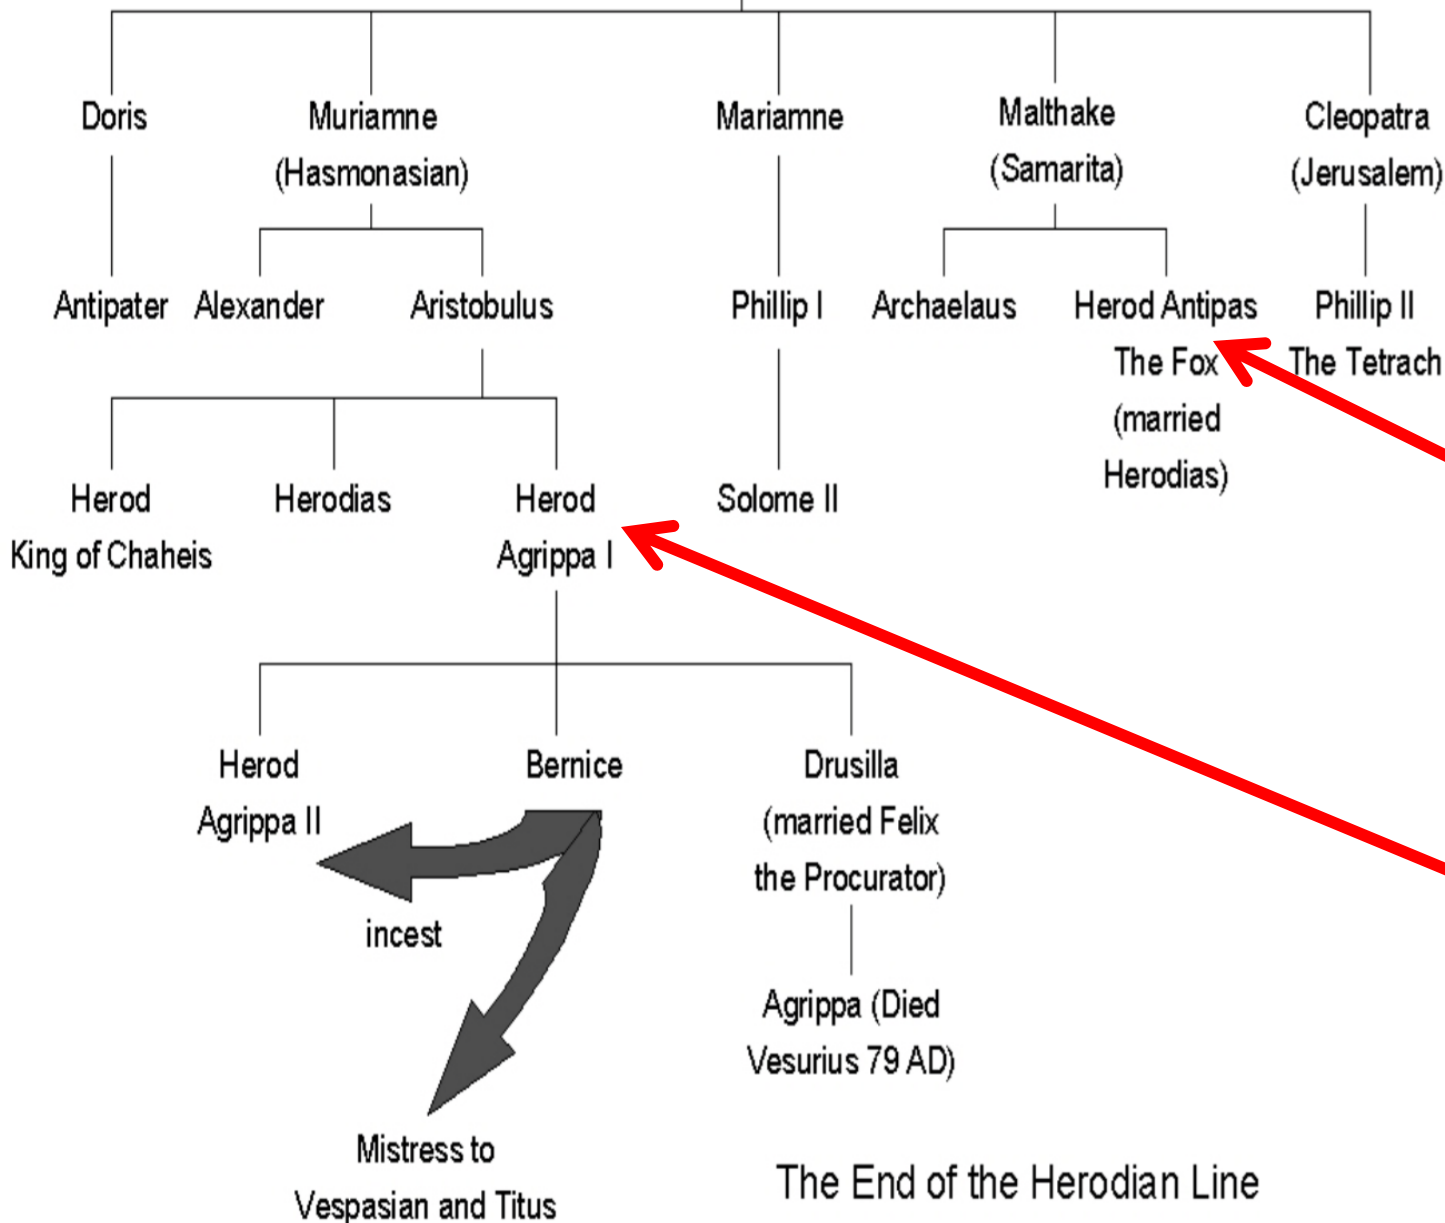 Doris
Muriamne
(Hasmonasian)
Mariamne
Malthake
(Samarita)
Cleopatra
(Jerusalem)
Antipater
Alexander
Aristobulus
Phillip I
Archaelaus
Herod Antipas
The Fox
(married
Herodias)
Phillip II
The Tetrach
Herod
King of Chaheis
Herodias
Herod
Agrippa I
Solome II
Herod
Agrippa II
Bernice
Drusilla
(married Felix
the Procurator)
incest
Agrippa (Died
Vesurius 79 AD)
Mistress to
Vespasian and Titus
The End of the Herodian Line